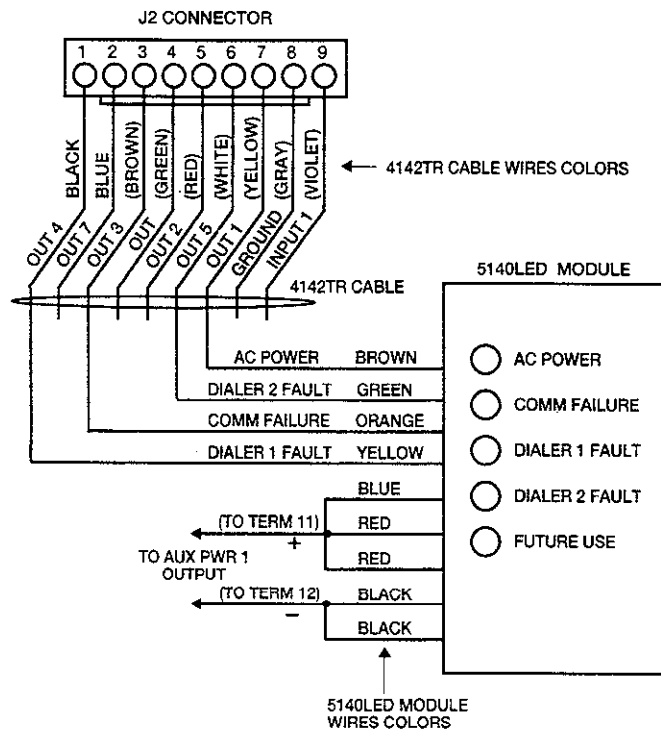 J2 CONNECTOR
1 2 3 4 5 6 7 8 9
BLACK
BLUE
(BROWN)
(GREEN)
(RED)
(WHITE)
(YELLOW)
(GRAY)
(VIOLET)
4142TR CABLE WIRES COLORS
OUT 4
OUT 7
OUT 3
OUT
OUT 2
OUT 5
OUT 1
GROUND
INPUT 1
4142TR CABLE
5140LED MODULE
AC POWER BROWN
DIALER 2 FAULT GREEN
COMM FAILURE ORANGE
DIALER 1 FAULT YELLOW
BLUE
(TO TERM 11) RED
+
TO AUX PWR 1
OUTPUT
RED
(TO TERM 12) BLACK
–
BLACK
AC POWER
COMM FAILURE
DIALER 1 FAULT
DIALER 2 FAULT
FUTURE USE
5140LED MODULE
WIRES COLORS